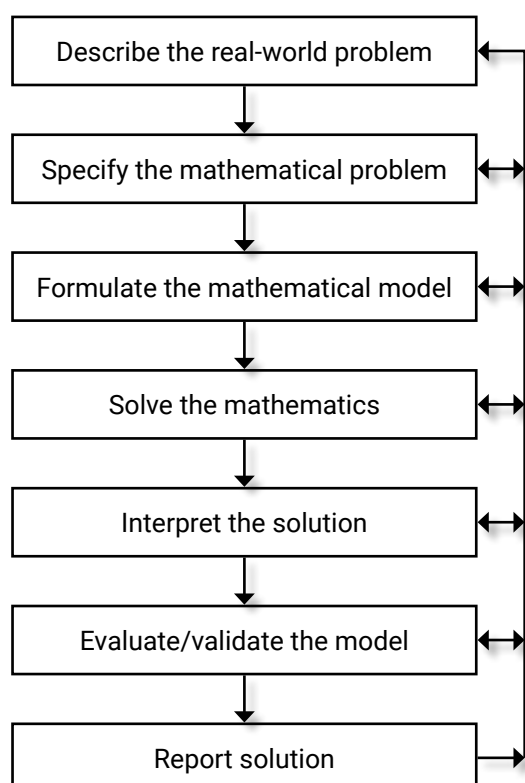 Describe the real-world problem
Specify the mathematical problem
Formulate the mathematical model
Solve the mathematics
Interpret the solution
Evaluate/validate the model
Report solution